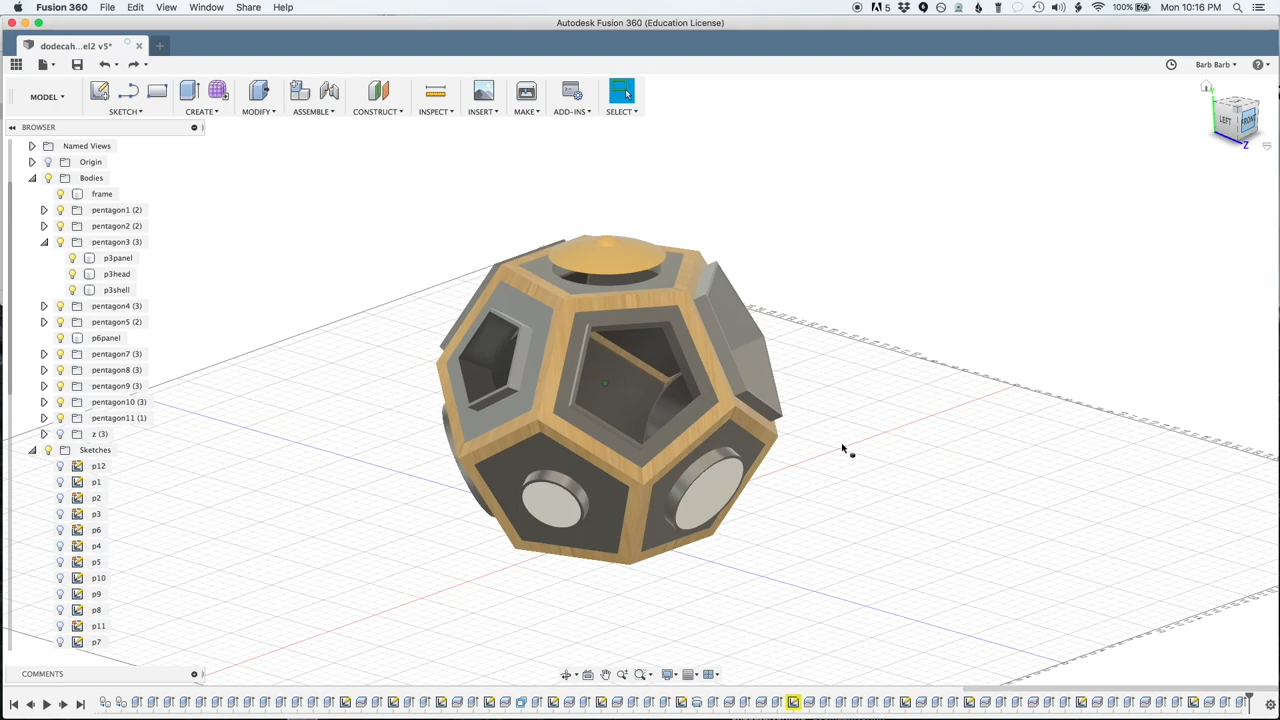 Fusion 360 File Edit View Window Share Help
5 100% Mon 10:16 PM
Autodesk Fusion 360 (Education License)
dodecah...el2 v5*
Barb Barb
MODEL
SKETCH CREATE MODIFY ASSEMBLE CONSTRUCT INSPECT INSERT MAKE ADD-INS SELECT
LEFT FRONT
Y
Z
BROWSER
Named Views
Origin
Bodies
frame
pentagon1 (2)
pentagon2 (2)
pentagon3 (3)
p3panel
p3head
p3shell
pentagon4 (3)
pentagon5 (2)
p6panel
pentagon7 (3)
pentagon8 (3)
pentagon9 (3)
pentagon10 (3)
pentagon11 (1)
z (3)
Sketches
p12
p1
p2
p3
p6
p4
p5
p10
p9
p8
p11
p7
COMMENTS